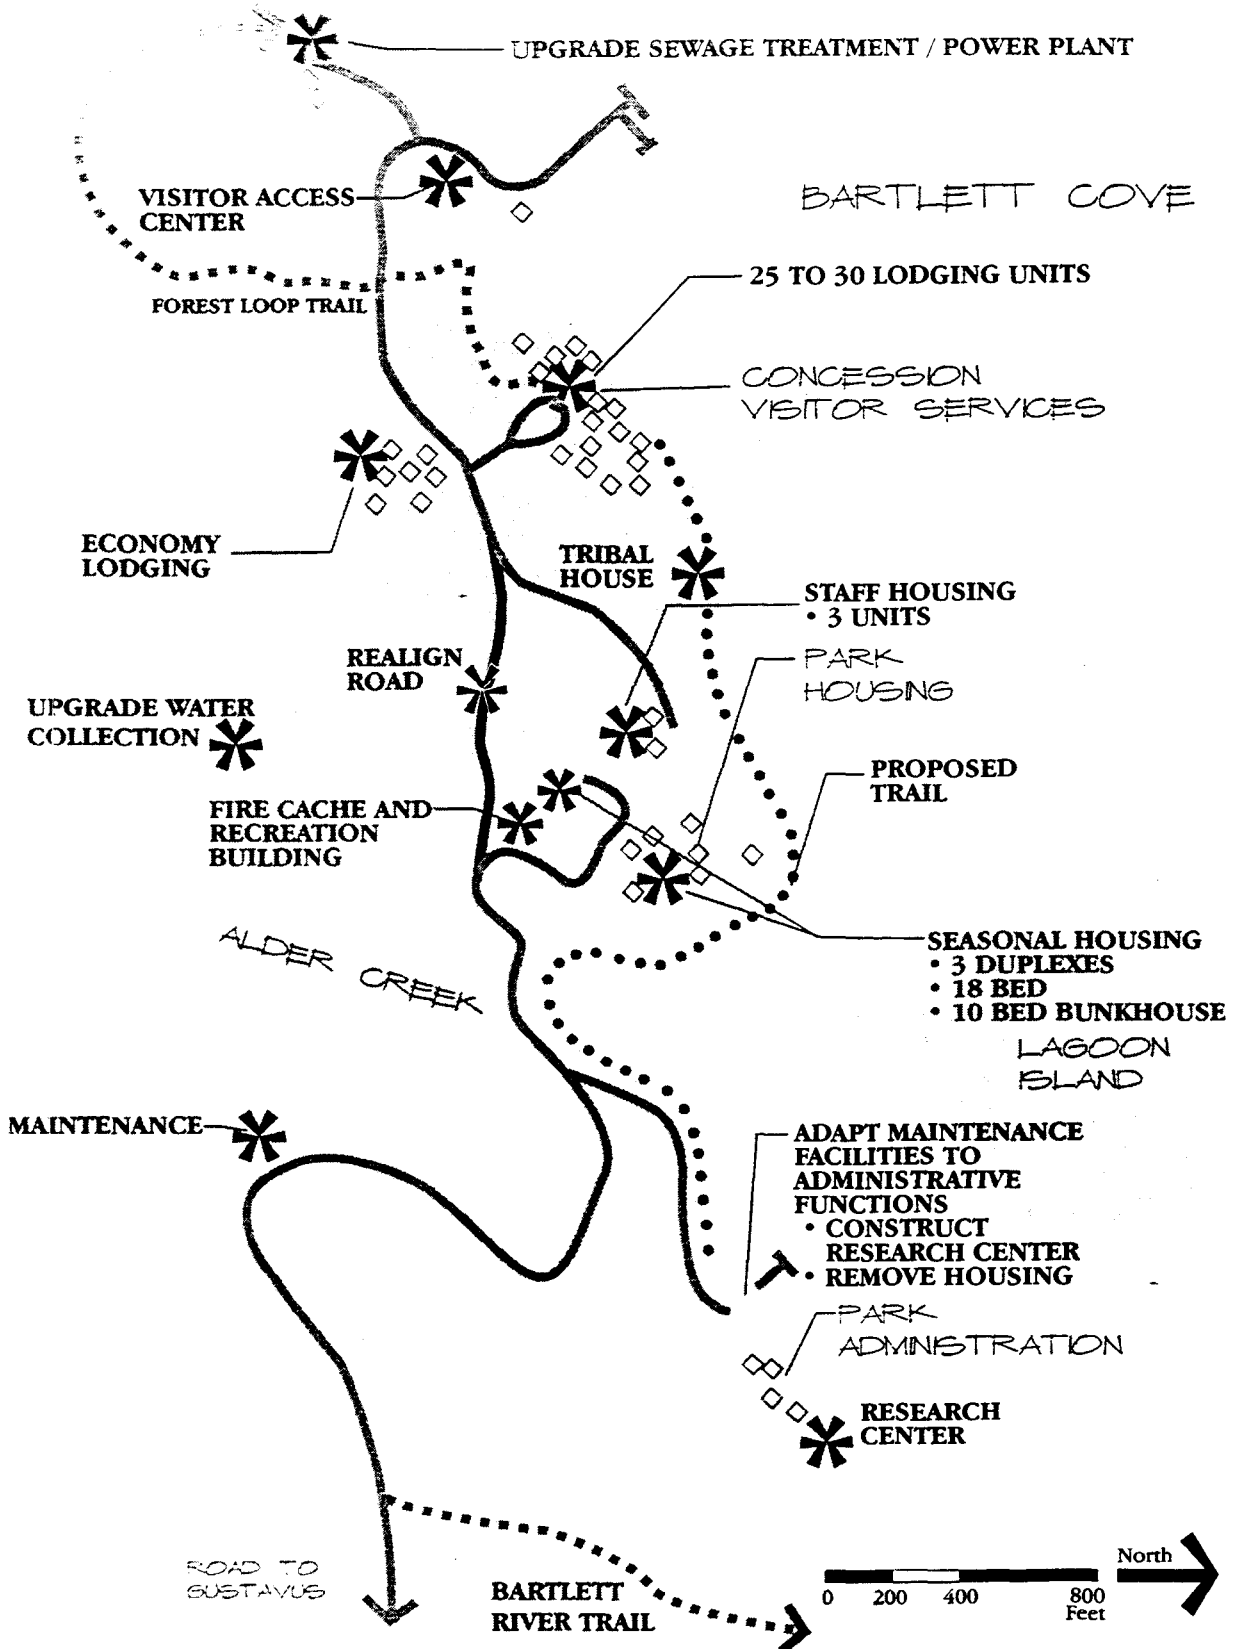 UPGRADE SEWAGE TREATMENT / POWER PLANT
VISITOR ACCESS
CENTER
BARTLETT COVE
FOREST LOOP TRAIL
25 TO 30 LODGING UNITS
CONCESSION
VISITOR SERVICES
ECONOMY
LODGING
TRIBAL
HOUSE
STAFF HOUSING
• 3 UNITS
REALIGN
ROAD
PARK
HOUSING
UPGRADE WATER
COLLECTION
PROPOSED
TRAIL
FIRE CACHE AND
RECREATION
BUILDING
ALDER CREEK
SEASONAL HOUSING
• 3 DUPLEXES
• 18 BED
• 10 BED BUNKHOUSE
LAGOON
ISLAND
MAINTENANCE
ADAPT MAINTENANCE
FACILITIES TO
ADMINISTRATIVE
FUNCTIONS
• CONSTRUCT
RESEARCH CENTER
• REMOVE HOUSING
PARK
ADMINISTRATION
RESEARCH
CENTER
ROAD TO
GUSTAVUS
BARTLETT
RIVER TRAIL
North
0 200 400 800
Feet